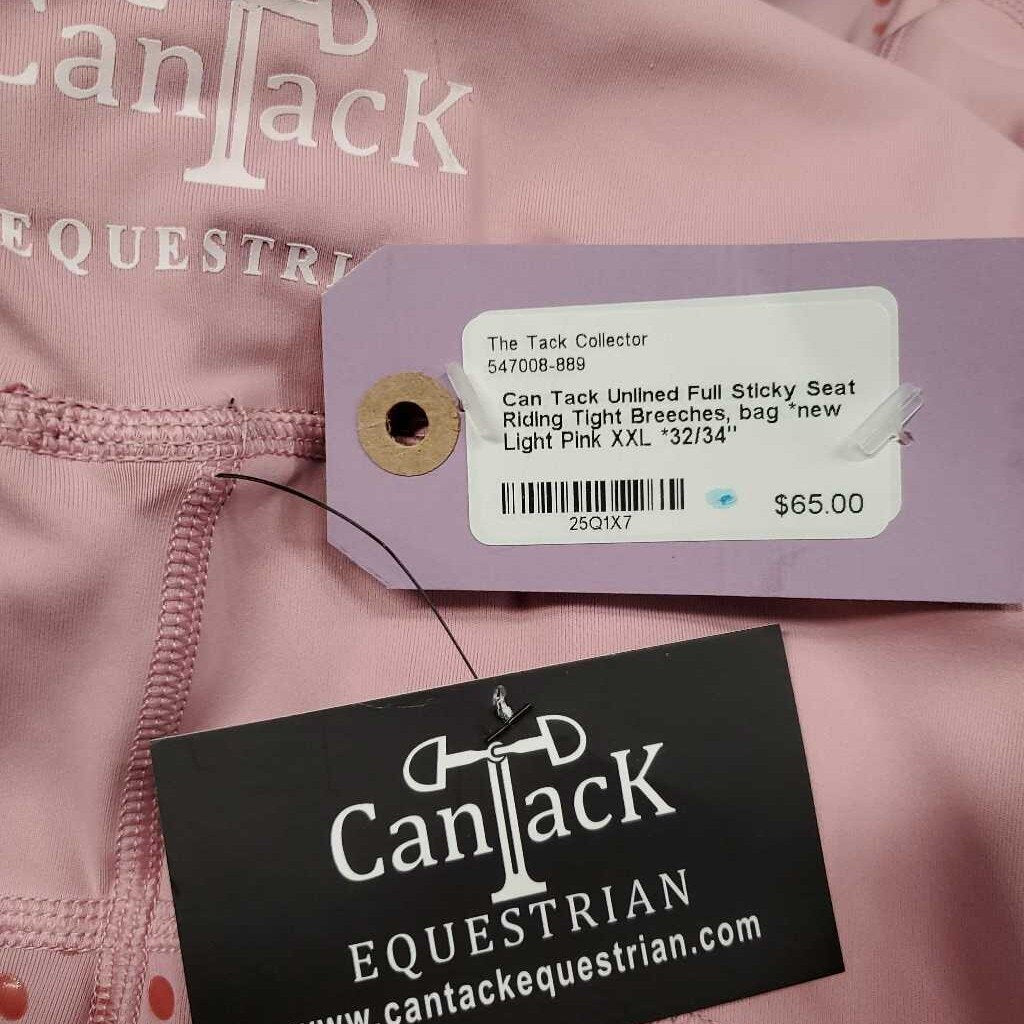 CanTack
EQUESTRI
The Tack Collector
547008-889
Can Tack Unlined Full Sticky Seat
Riding Tight Breeches, bag *new
Light Pink XXL *32/34"
25Q1X7
$65.00
CanTack
EQUESTRIAN
www.cantackequestrian.com